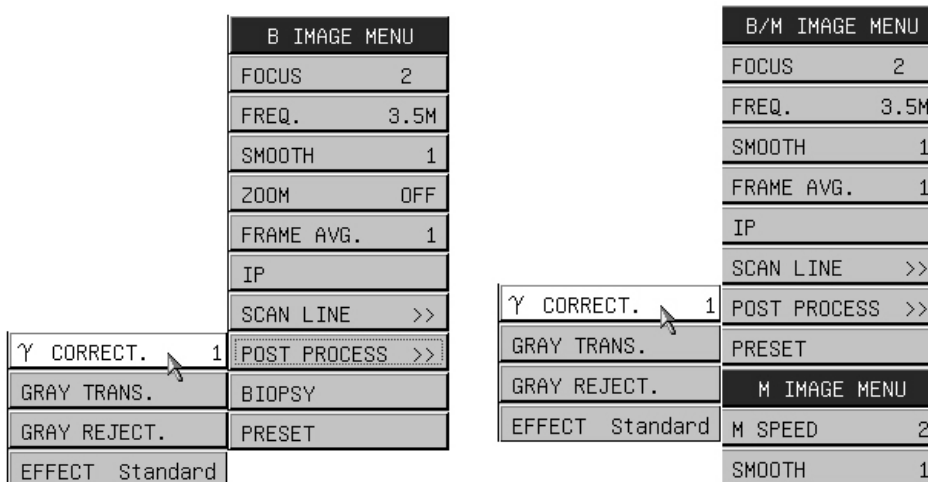 B IMAGE MENU
FOCUS 2
FREQ. 3.5M
SMOOTH 1
ZOOM OFF
FRAME AVG. 1
IP
SCAN LINE >>
POST PROCESS >>
BIOPSY
PRESET
γ CORRECT. 1
GRAY TRANS.
GRAY REJECT.
EFFECT Standard
B/M IMAGE MENU
FOCUS 2
FREQ. 3.5M
SMOOTH 1
FRAME AVG. 1
IP
SCAN LINE >>
POST PROCESS >>
PRESET
M IMAGE MENU
M SPEED 2
SMOOTH 1
γ CORRECT. 1
GRAY TRANS.
GRAY REJECT.
EFFECT Standard